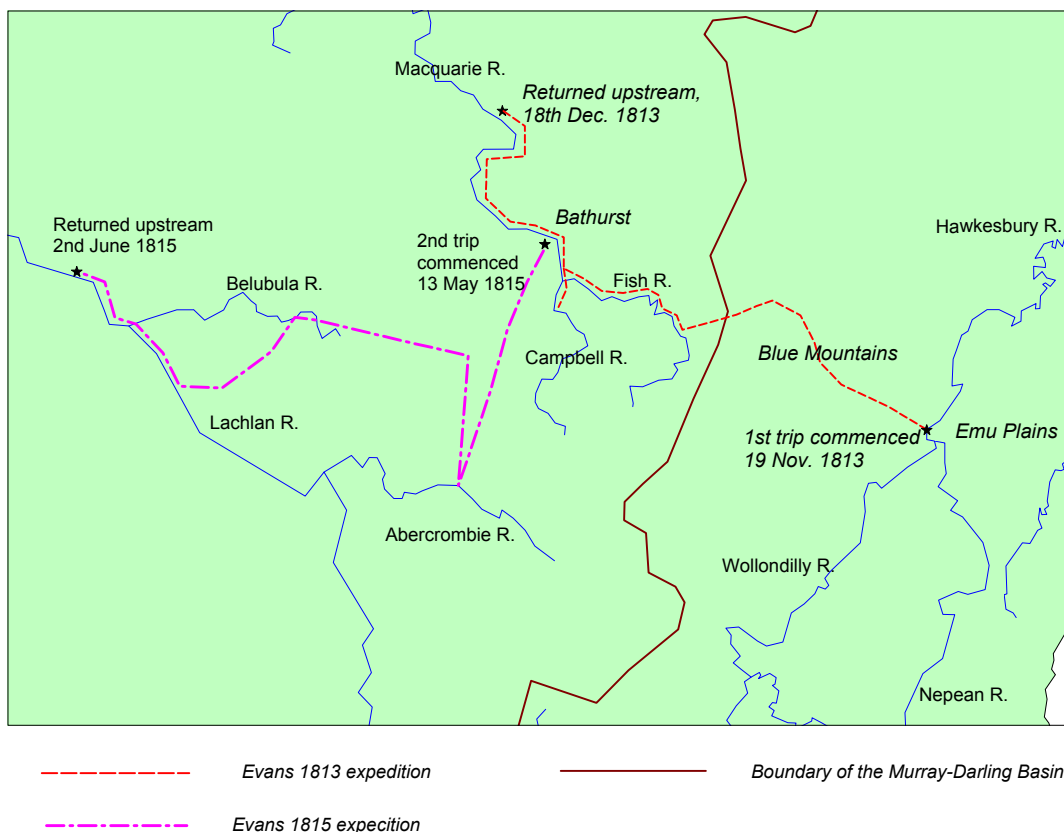 Macquarie R.
Returned upstream,
18th Dec. 1813
Returned upstream
2nd June 1815
2nd trip
commenced
13 May 1815
Bathurst
Hawkesbury R.
Belubula R.
Fish R.
Campbell R.
Blue Mountains
Lachlan R.
1st trip commenced
19 Nov. 1813
Emu Plains
Abercrombie R.
Wollondilly R.
Nepean R.
Evans 1813 expedition
Boundary of the Murray-Darling Basin
Evans 1815 expecition